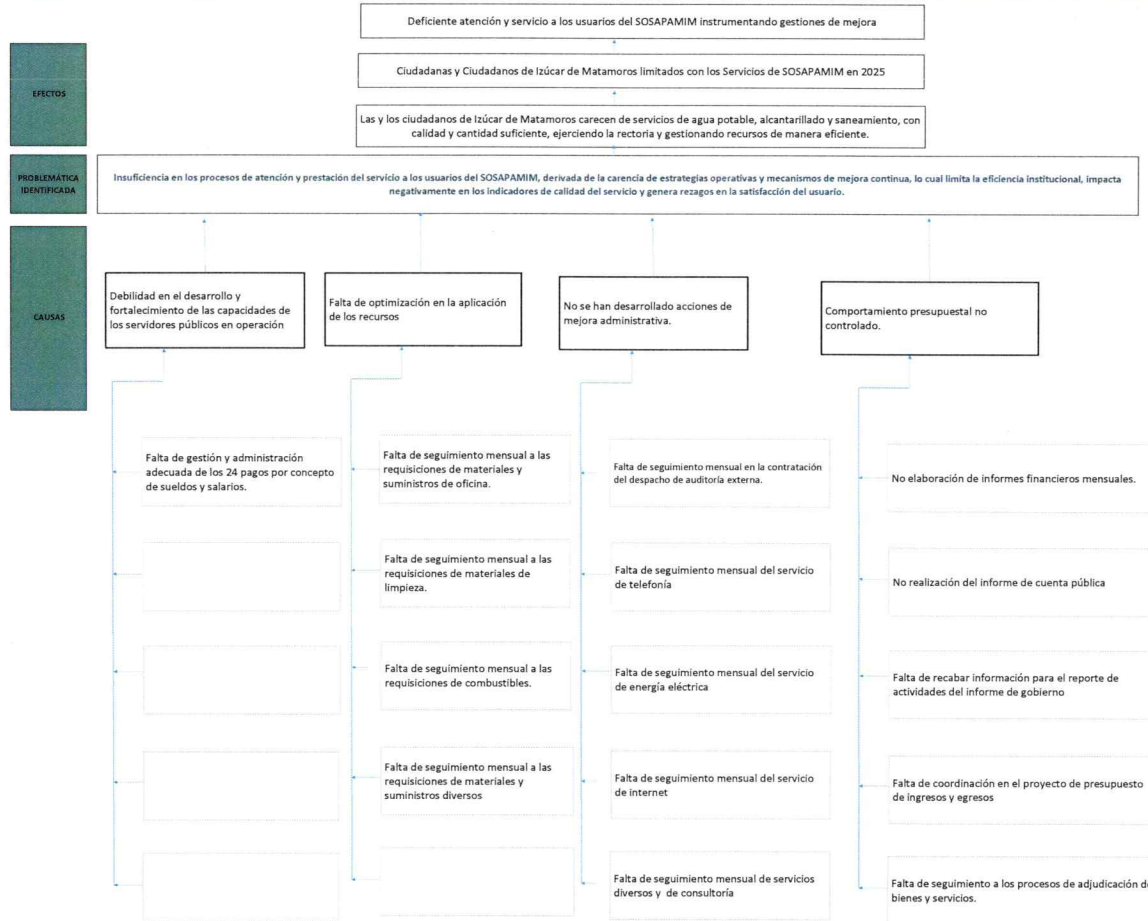 Deficiente atención y servicio a los usuarios del SOSAPAMIM instrumentando gestiones de mejora
EFECTOS
Ciudadanas y Ciudadanos de Izúcar de Matamoros limitados con los Servicios de SOSAPAMIM en 2025
Las y los ciudadanos de Izúcar de Matamoros carecen de servicios de agua potable, alcantarillado y saneamiento, con
calidad y cantidad suficiente, ejerciendo la rectoria y gestionando recursos de manera eficiente.
PROBLEMÁTICA
IDENTIFICADA
Insuficiencia en los procesos de atención y prestación del servicio a los usuarios del SOSAPAMIM, derivada de la carencia de estrategias operativas y mecanismos de mejora continua, lo cual limita la eficiencia institucional, impacta
negativamente en los indicadores de calidad del servicio y genera rezagos en la satisfacción del usuario.
CAUSAS
Debilidad en el desarrollo y
fortalecimiento de las capacidades de
los servidores públicos en operación
Falta de optimización en la aplicación
de los recursos
No se han desarrollado acciones de
mejora administrativa.
Comportamiento presupuestal no
controlado.
Falta de gestión y administración
adecuada de los 24 pagos por concepto
de sueldos y salarios.
Falta de seguimiento mensual a las
requisiciones de materiales y
suministros de oficina.
Falta de seguimiento mensual en la contratación
del despacho de auditoría externa.
No elaboración de informes financieros mensuales.
Falta de seguimiento mensual a las
requisiciones de materiales de
limpieza.
Falta de seguimiento mensual del servicio
de telefonía
No realización del informe de cuenta pública
Falta de seguimiento mensual a las
requisiciones de combustibles.
Falta de seguimiento mensual del servicio
de energía eléctrica
Falta de recabar información para el reporte de
actividades del informe de gobierno
Falta de seguimiento mensual a las
requisiciones de materiales y
suministros diversos
Falta de seguimiento mensual del servicio
de internet
Falta de coordinación en el proyecto de presupuesto
de ingresos y egresos
Falta de seguimiento mensual de servicios
diversos y de consultoría
Falta de seguimiento a los procesos de adjudicación de
bienes y servicios.